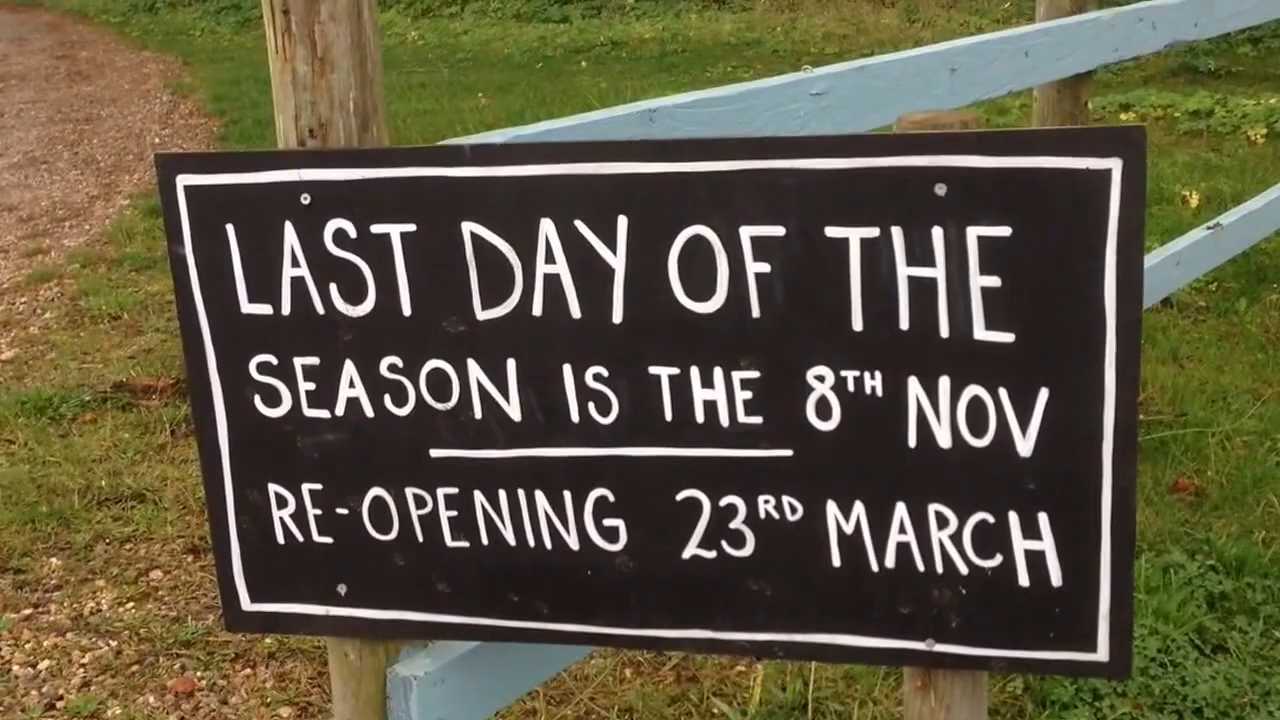 LAST DAY OF THE
SEASON IS THE 8TH NOV
RE-OPENING 23RD MARCH